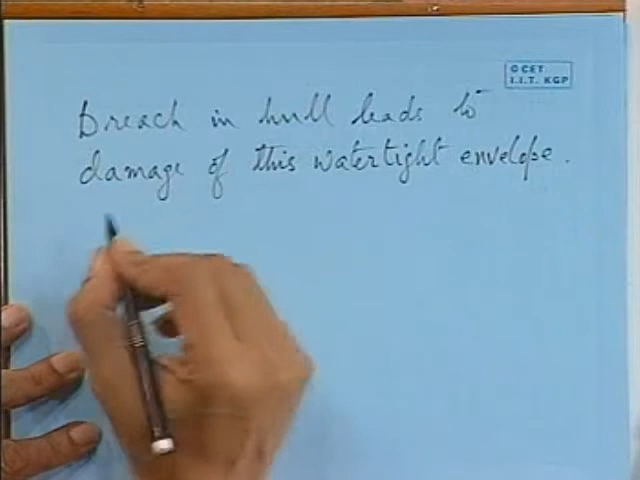 © CET
I.I.T. KGP
Breach in hull leads to
damage of this watertight envelope.